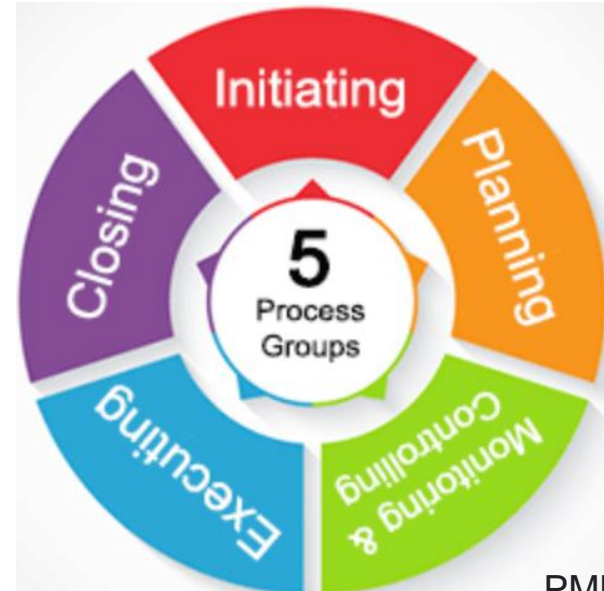 Initiating
Planning
Monitoring &
Controlling
Executing
Closing
5
Process
Groups